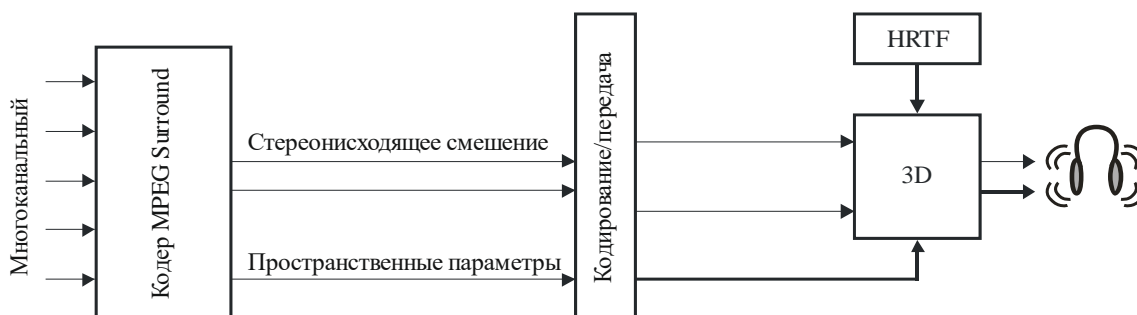 Многоканальный
Кодер MPEG Surround
Стереонисходящее смешение
Пространственные параметры
Кодирование/передача
HRTF
3D